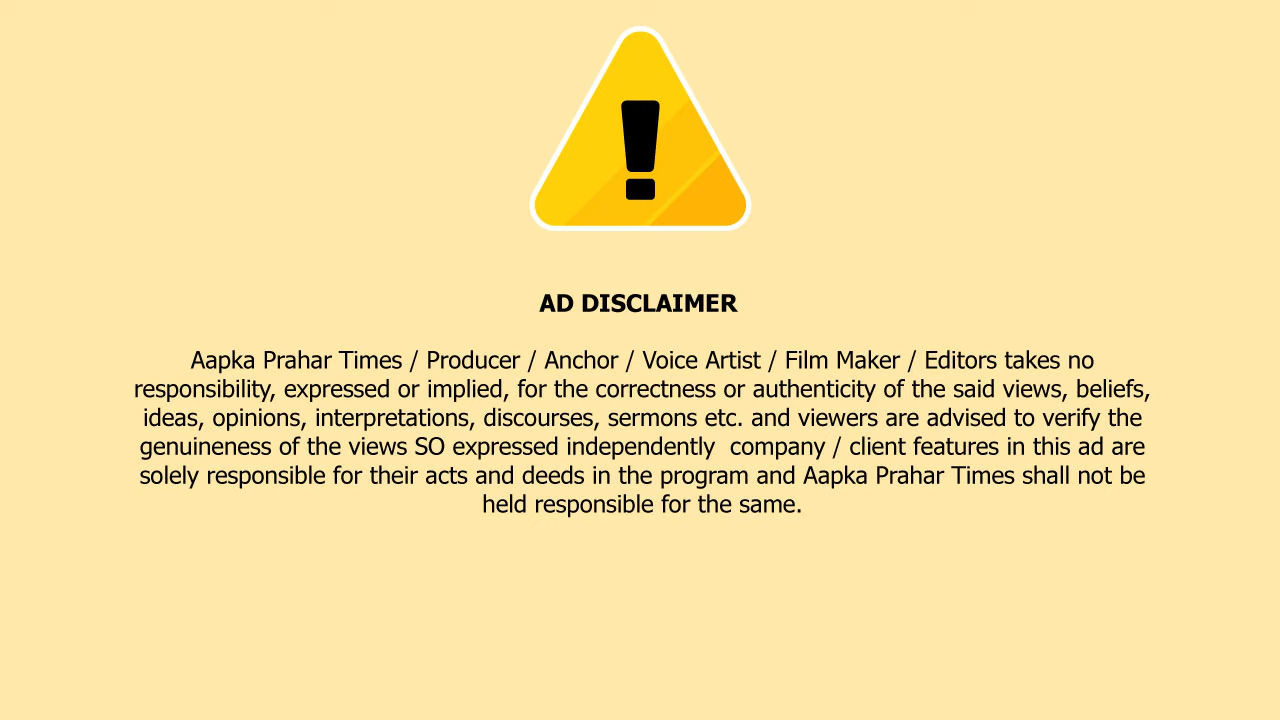 AD DISCLAIMER
Aapka Prahar Times / Producer / Anchor / Voice Artist / Film Maker / Editors takes no
responsibility, expressed or implied, for the correctness or authenticity of the said views, beliefs,
ideas, opinions, interpretations, discourses, sermons etc. and viewers are advised to verify the
genuineness of the views SO expressed independently  company / client features in this ad are
solely responsible for their acts and deeds in the program and Aapka Prahar Times shall not be
held responsible for the same.